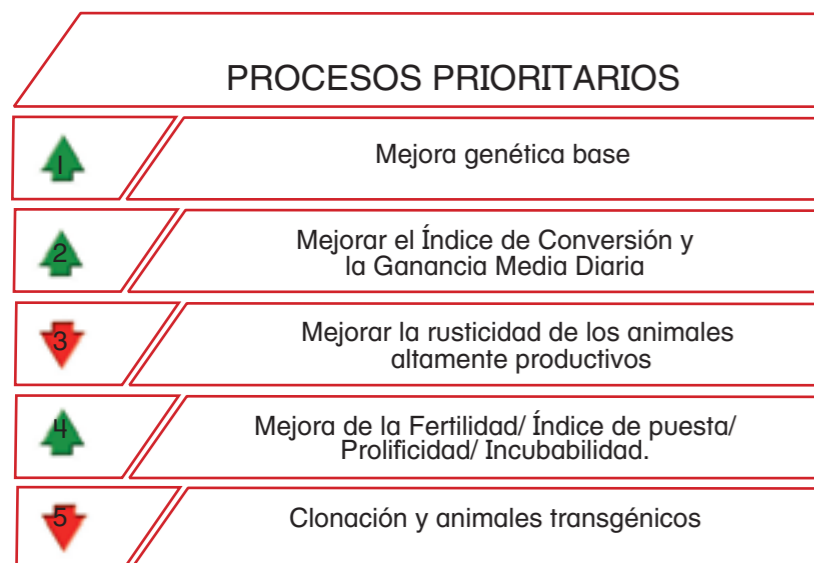 PROCESOS PRIORITARIOS
1
Mejora genética base
2
Mejorar el Índice de Conversión y
la Ganancia Media Diaria
3
Mejorar la rusticidad de los animales
altamente productivos
4
Mejora de la Fertilidad/ Índice de puesta/
Prolificidad/ Incubabilidad.
5
Clonación y animales transgénicos